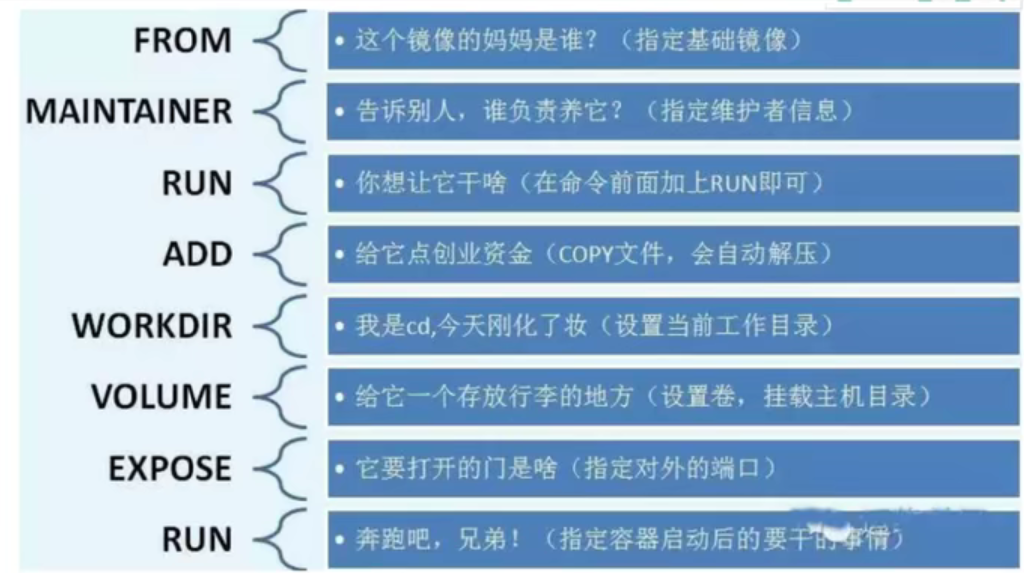 FROM
• 这个镜像的妈妈是谁？（指定基础镜像）
MAINTAINER
• 告诉别人，谁负责养它？（指定维护者信息）
RUN
• 你想让它干啥（在命令前面加上RUN即可）
ADD
• 给它点创业资金（COPY文件，会自动解压）
WORKDIR
• 我是cd,今天刚化了妆（设置当前工作目录）
VOLUME
• 给它一个存放行李的地方（设置卷，挂载主机目录）
EXPOSE
• 它要打开的门是啥（指定对外的端口）
RUN
• 奔跑吧，兄弟！（指定容器启动后的要干的事情）